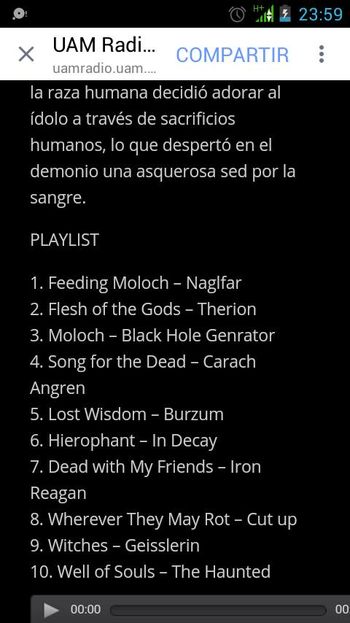 23:59
UAM Radi...
COMPARTIR
uamradio.uam....
la raza humana decidió adorar al
ídolo a través de sacrificios
humanos, lo que despertó en el
demonio una asquerosa sed por la
sangre.
PLAYLIST
1. Feeding Moloch – Naglfar
2. Flesh of the Gods – Therion
3. Moloch – Black Hole Genrator
4. Song for the Dead – Carach
Angren
5. Lost Wisdom – Burzum
6. Hierophant – In Decay
7. Dead with My Friends – Iron
Reagan
8. Wherever They May Rot – Cut up
9. Witches – Geisslerin
10. Well of Souls – The Haunted
00:00
00